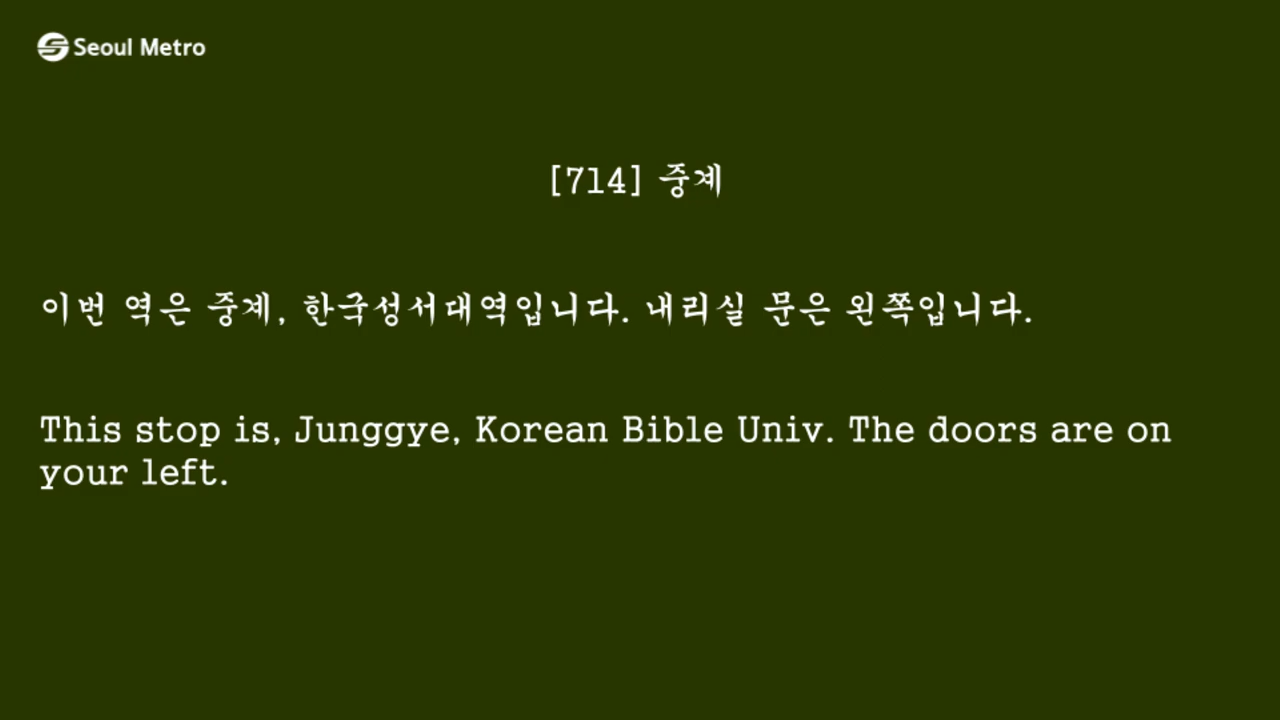 Seoul Metro
[714] 중계
이번 역은 중계, 한국성서대역입니다. 내리실 문은 왼쪽입니다.
This stop is, Junggye, Korean Bible Univ. The doors are on
your left.